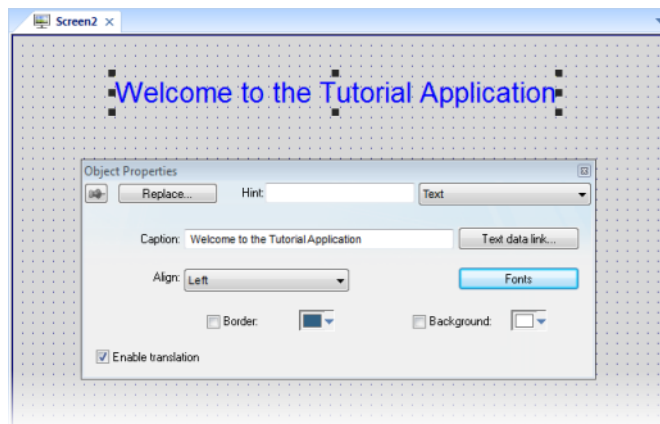 Screen2
Welcome to the Tutorial Application
Object Properties
Replace... Hint: Text
Caption: Welcome to the Tutorial Application Text data link...
Align: Left Fonts
Border: Background:
Enable translation